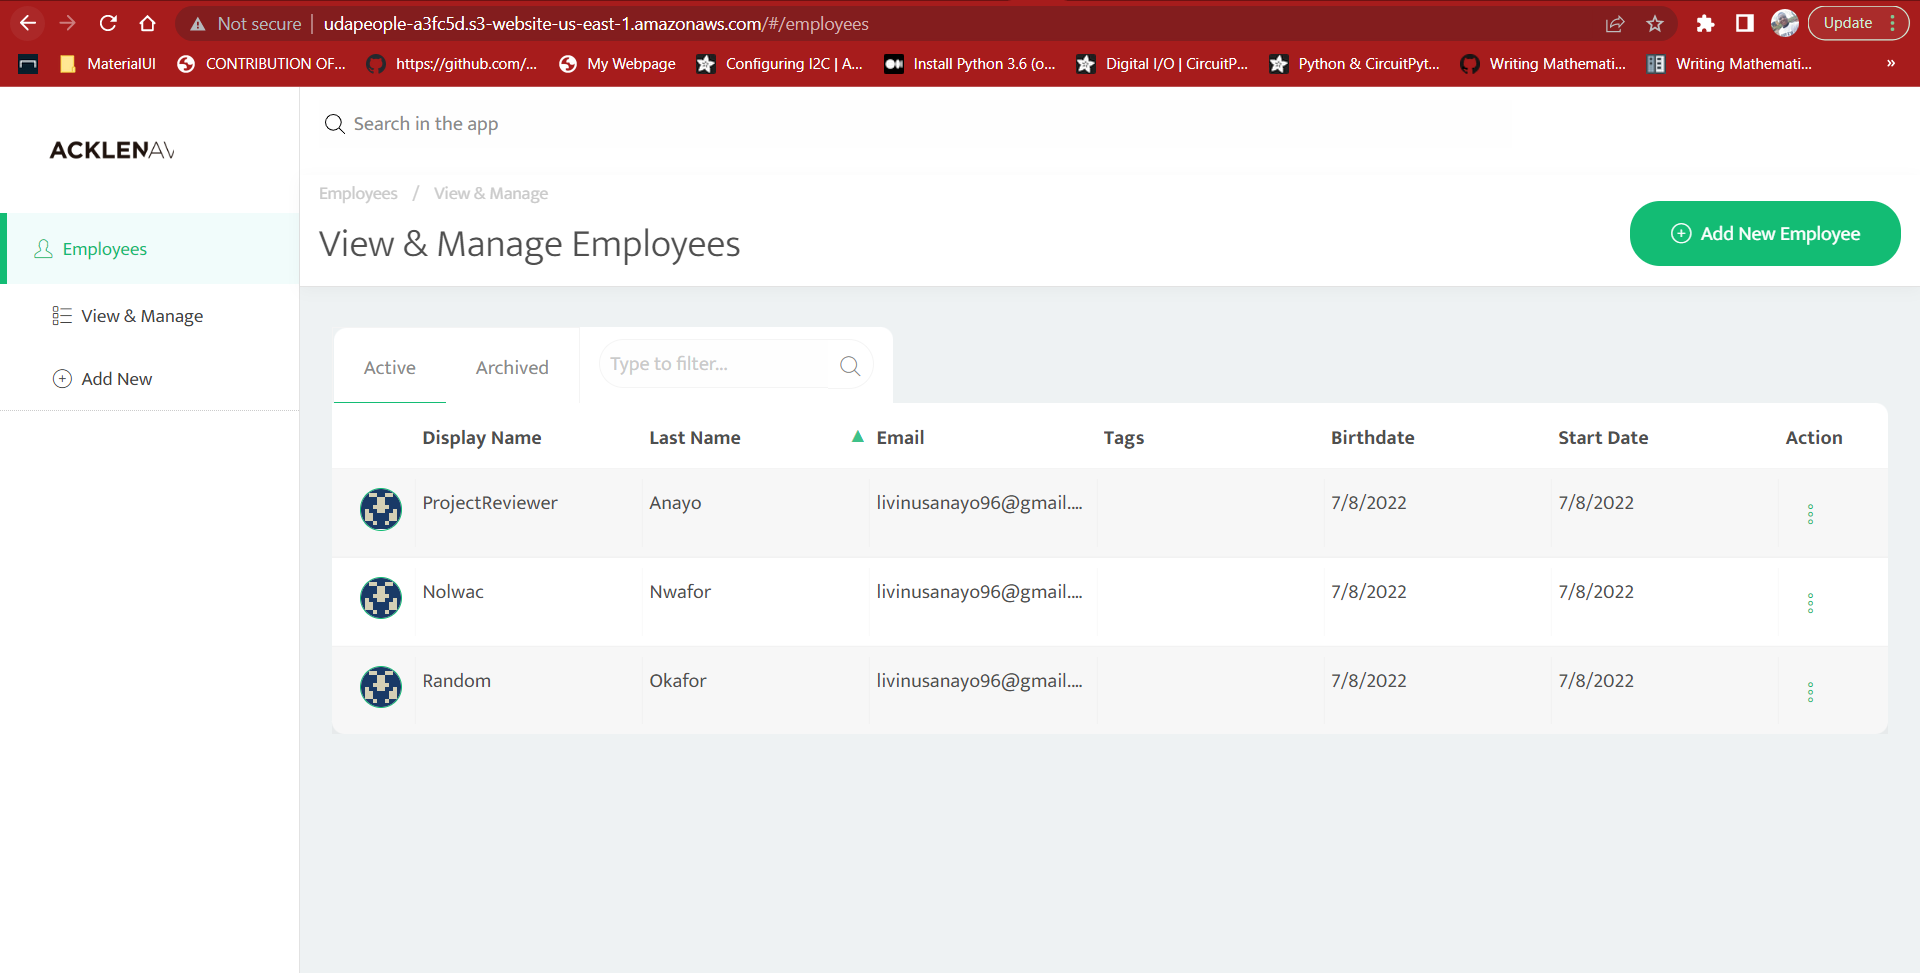 Not secure | udapeople-a3fc5d.s3-website-us-east-1.amazonaws.com/#/employees Update
MaterialUI CONTRIBUTION OF... https://github.com/... My Webpage Configuring I2C | A... Install Python 3.6 (o... Digital I/O | CircuitP... Python & CircuitPyt... Writing Mathemati... Writing Mathemati... »
ACKLENAV
Search in the app
Employees / View & Manage
View & Manage Employees
Add New Employee
Employees
View & Manage
Add New
Active Archived Type to filter...
Display Name Last Name Email Tags Birthdate Start Date Action
ProjectReviewer Anayo livinusanayo96@gmail.... 7/8/2022 7/8/2022
Nolwac Nwafor livinusanayo96@gmail.... 7/8/2022 7/8/2022
Random Okafor livinusanayo96@gmail.... 7/8/2022 7/8/2022